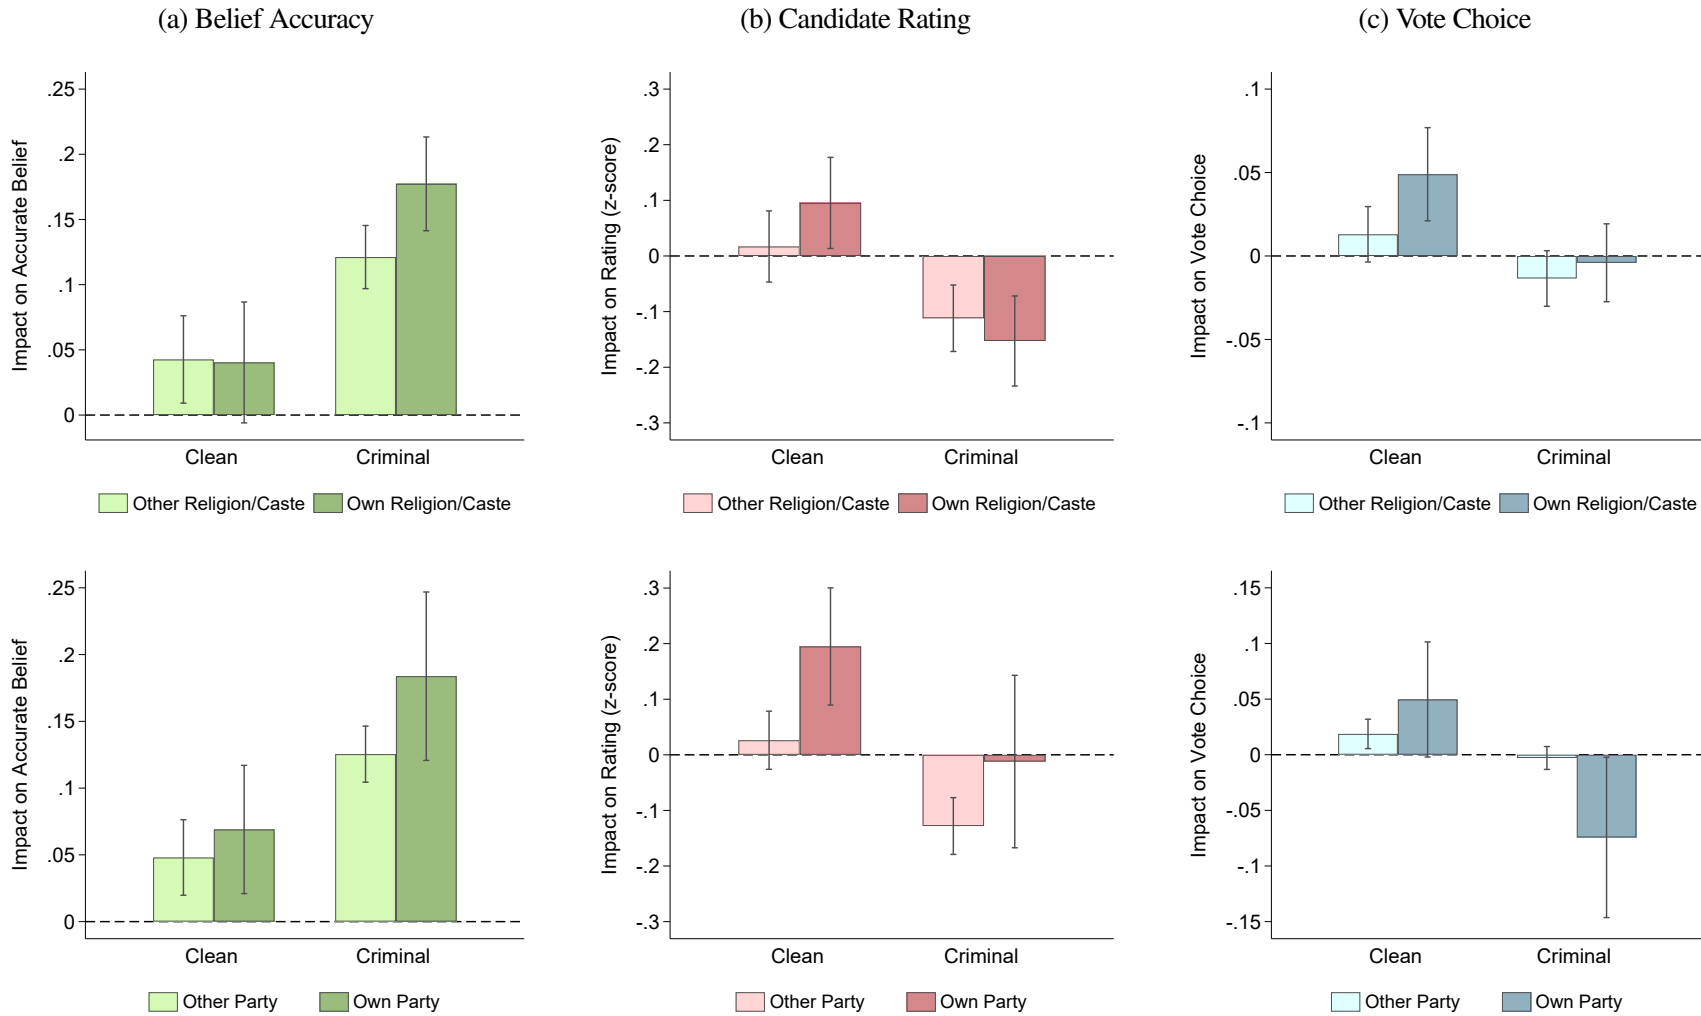 (a) Belief Accuracy
(b) Candidate Rating
(c) Vote Choice
Impact on Accurate Belief
.25
.2
.15
.1
.05
0
Clean
Criminal
Other Religion/Caste
Own Religion/Caste
Impact on Rating (z-score)
.3
.2
.1
0
-.1
-.2
-.3
Clean
Criminal
Other Religion/Caste
Own Religion/Caste
Impact on Vote Choice
.1
.05
0
-.05
-.1
Clean
Criminal
Other Religion/Caste
Own Religion/Caste
Impact on Accurate Belief
.25
.2
.15
.1
.05
0
Clean
Criminal
Other Party
Own Party
Impact on Rating (z-score)
.3
.2
.1
0
-.1
-.2
-.3
Clean
Criminal
Other Party
Own Party
Impact on Vote Choice
.15
.1
.05
0
-.05
-.1
-.15
Clean
Criminal
Other Party
Own Party